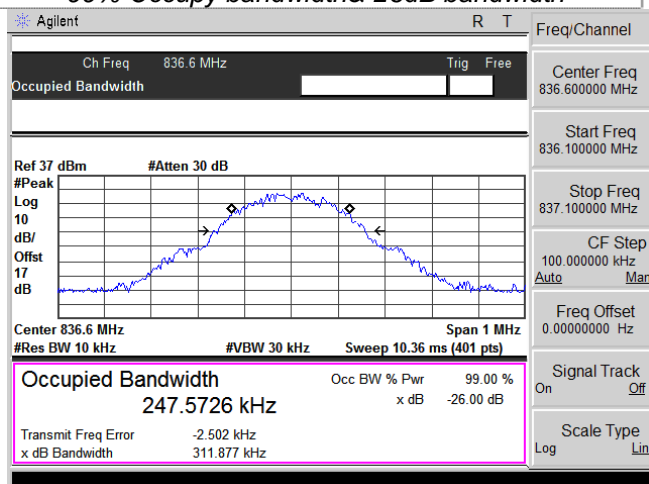 99% Occupy bandwidth& 26dB bandwidth
Agilent
R T
Freq/Channel
Ch Freq 836.6 MHz
Trig Free
Occupied Bandwidth
Center Freq
836.600000 MHz
Start Freq
836.100000 MHz
Stop Freq
837.100000 MHz
CF Step
100.000000 kHz
Auto Man
Freq Offset
0.00000000 Hz
Signal Track
On Off
Scale Type
Log Lin
Ref 37 dBm #Atten 30 dB
#Peak
Log
10
dB/
Offst
17
dB
Center 836.6 MHz Span 1 MHz
#Res BW 10 kHz #VBW 30 kHz Sweep 10.36 ms (401 pts)
Occupied Bandwidth
247.5726 kHz
Occ BW % Pwr 99.00 %
x dB -26.00 dB
Transmit Freq Error -2.502 kHz
x dB Bandwidth 311.877 kHz